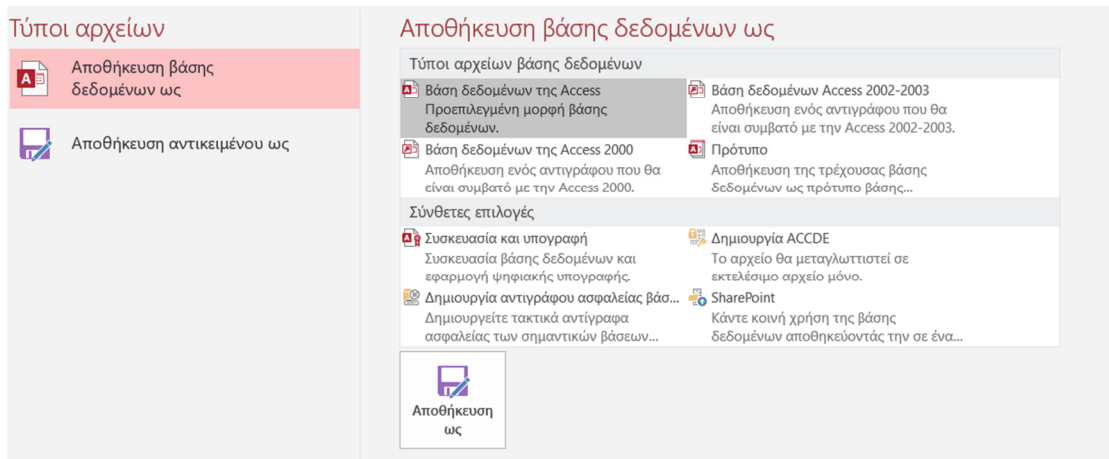 Τύποι αρχείων
Αποθήκευση βάσης
δεδομένων ως
Αποθήκευση αντικειμένου ως
Αποθήκευση βάσης δεδομένων ως
Τύποι αρχείων βάσης δεδομένων
Βάση δεδομένων της Access
Προεπιλεγμένη μορφή βάσης
δεδομένων.
Βάση δεδομένων Access 2002-2003
Αποθήκευση ενός αντιγράφου που θα
είναι συμβατό με την Access 2002-2003.
Βάση δεδομένων της Access 2000
Αποθήκευση ενός αντιγράφου που θα
είναι συμβατό με την Access 2000.
Πρότυπο
Αποθήκευση της τρέχουσας βάσης
δεδομένων ως πρότυπο βάσης...
Σύνθετες επιλογές
Συσκευασία και υπογραφή
Συσκευασία βάσης δεδομένων και
εφαρμογή ψηφιακής υπογραφής.
Δημιουργία ACCDE
Το αρχείο θα μεταγλωττιστεί σε
εκτελέσιμο αρχείο μόνο.
Δημιουργία αντιγράφου ασφαλείας βάσ...
Δημιουργείτε τακτικά αντίγραφα
ασφαλείας των σημαντικών βάσεων...
SharePoint
Κάντε κοινή χρήση της βάσης
δεδομένων αποθηκεύοντάς την σε ένα...
Αποθήκευση
ως